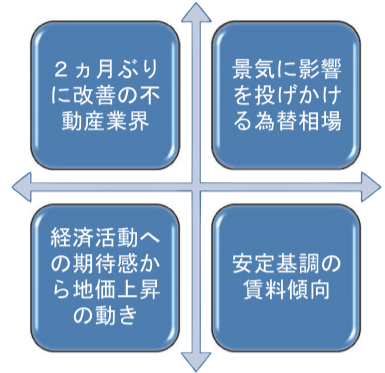 ２ヵ月ぶり
に改善の不
動産業界
景気に影響
を投げかけ
る為替相場
経済活動へ
の期待感か
ら地価上昇
の動き
安定基調の
賃料傾向